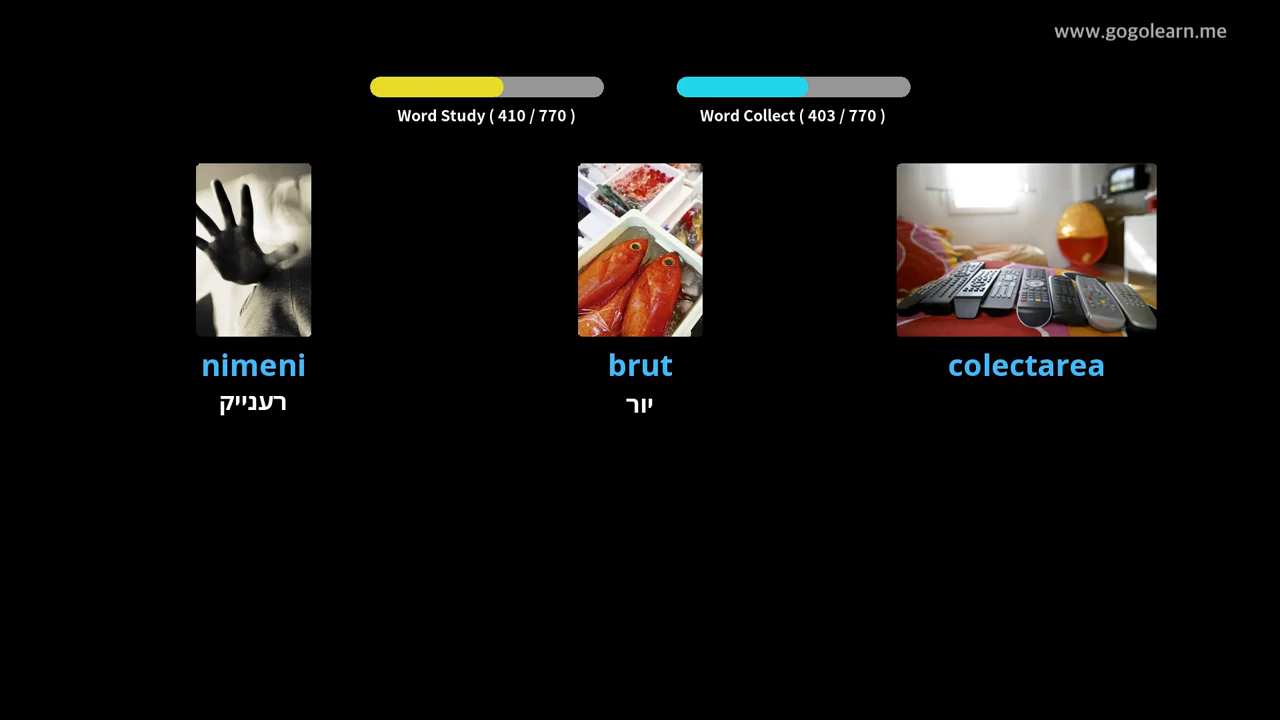 www.gogolearn.me
Word Study ( 410 / 770 )
Word Collect ( 403 / 770 )
nimeni
brut
colectarea
רענייק
יור